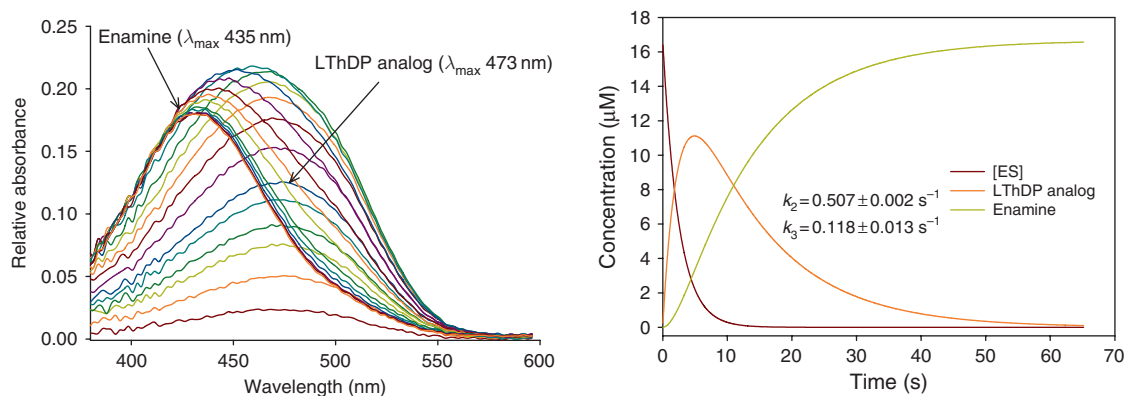 Enamine (λmax 435 nm)
LThDP analog (λmax 473 nm)
Relative absorbance
0.25
0.20
0.15
0.10
0.05
0.00
400 450 500 550 600
Wavelength (nm)
Concentration (μM)
18
16
14
12
10
8
6
4
2
0
[ES]
LThDP analog
Enamine
k2=0.507±0.002 s−1
k3=0.118±0.013 s−1
0 10 20 30 40 50 60 70
Time (s)